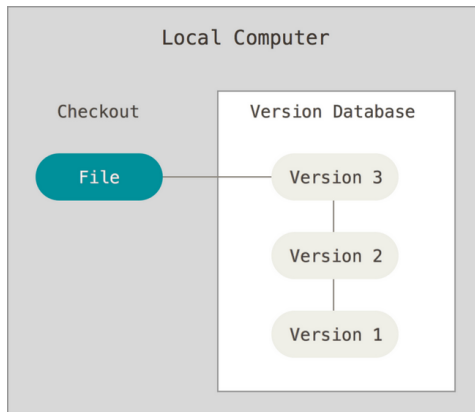 Local Computer
Checkout
Version Database
File
Version 3
Version 2
Version 1